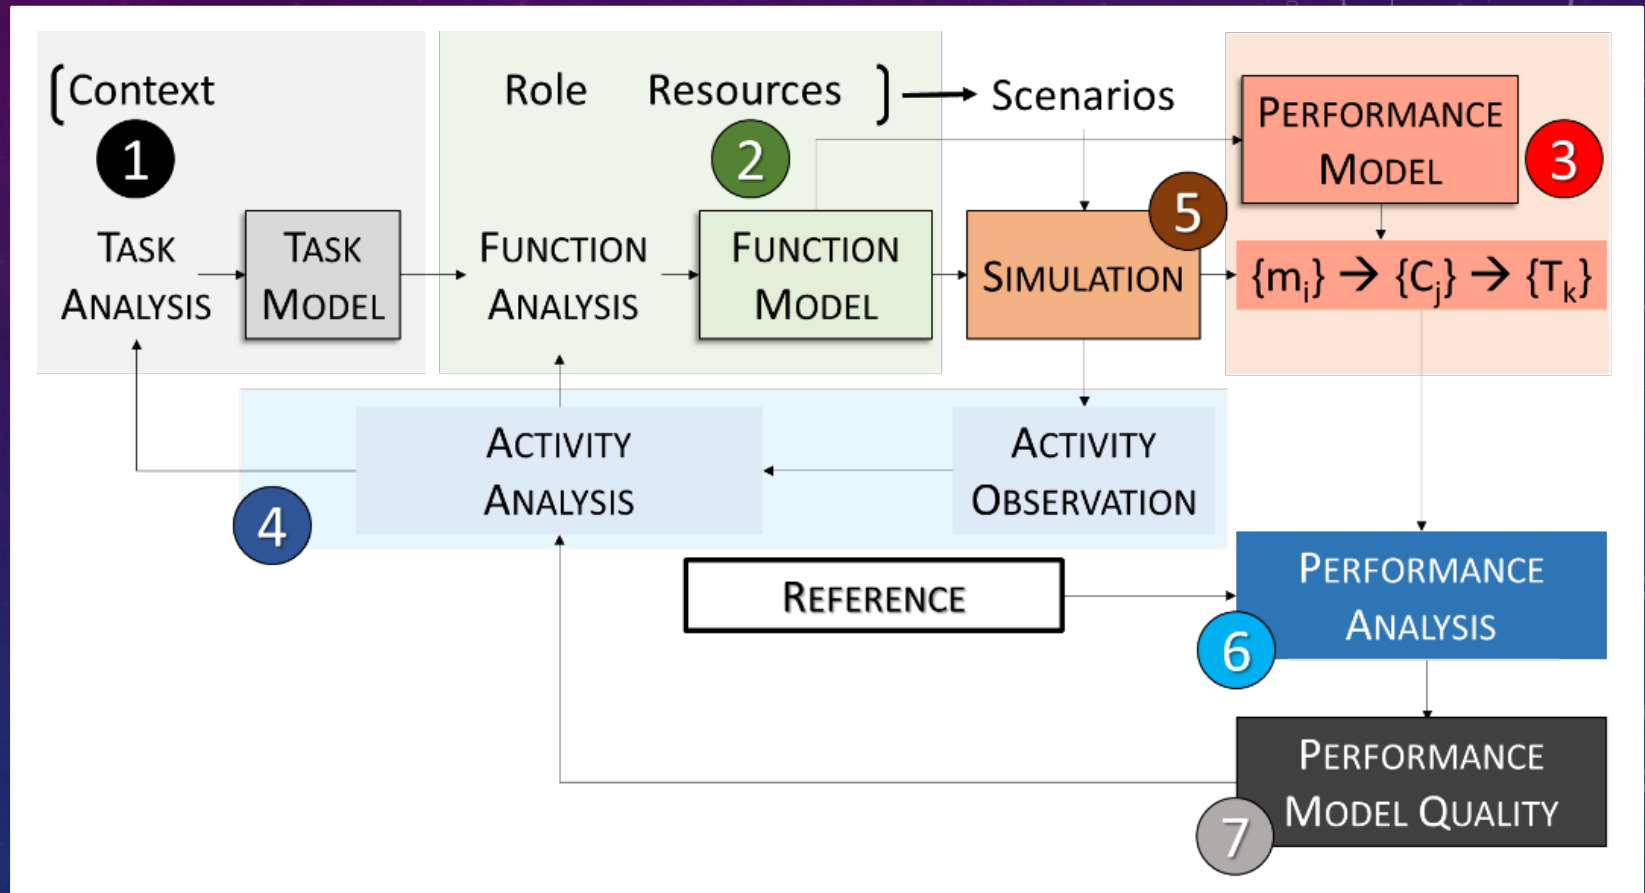 [Context Role Resources] Scenarios
1
2
PERFORMANCE
MODEL
3
5
TASK
ANALYSIS
TASK
MODEL
FUNCTION
ANALYSIS
FUNCTION
MODEL
SIMULATION
{mi} → {Cj} → {Tk}
ACTIVITY
ANALYSIS
ACTIVITY
OBSERVATION
4
REFERENCE
PERFORMANCE
ANALYSIS
6
PERFORMANCE
MODEL QUALITY
7